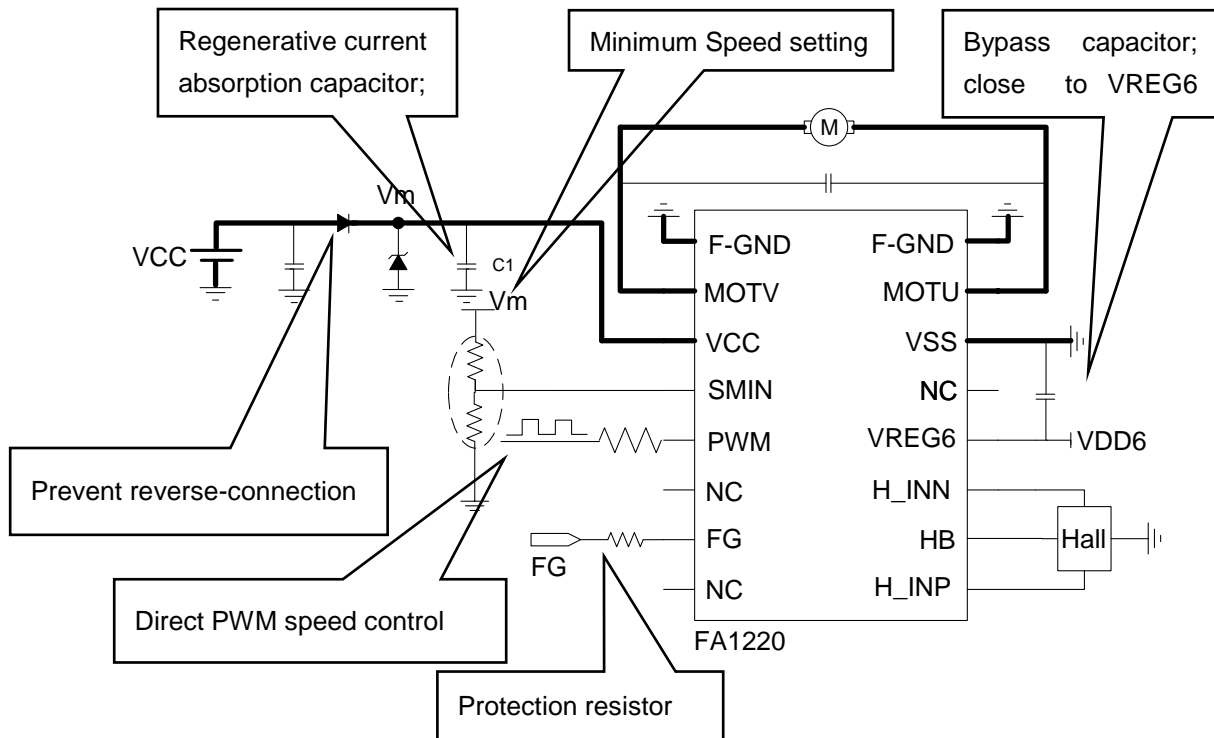 Regenerative current
absorption capacitor;
Minimum Speed setting
Bypass capacitor;
close to VREG6
M
Vm
VCC
C1
Vm
F-GND
F-GND
MOTV
MOTU
VCC
VSS
SMIN
NC
PWM
VREG6
VDD6
NC
H_INN
FG
HB
Hall
FG
NC
H_INP
FA1220
Prevent reverse-connection
Direct PWM speed control
Protection resistor